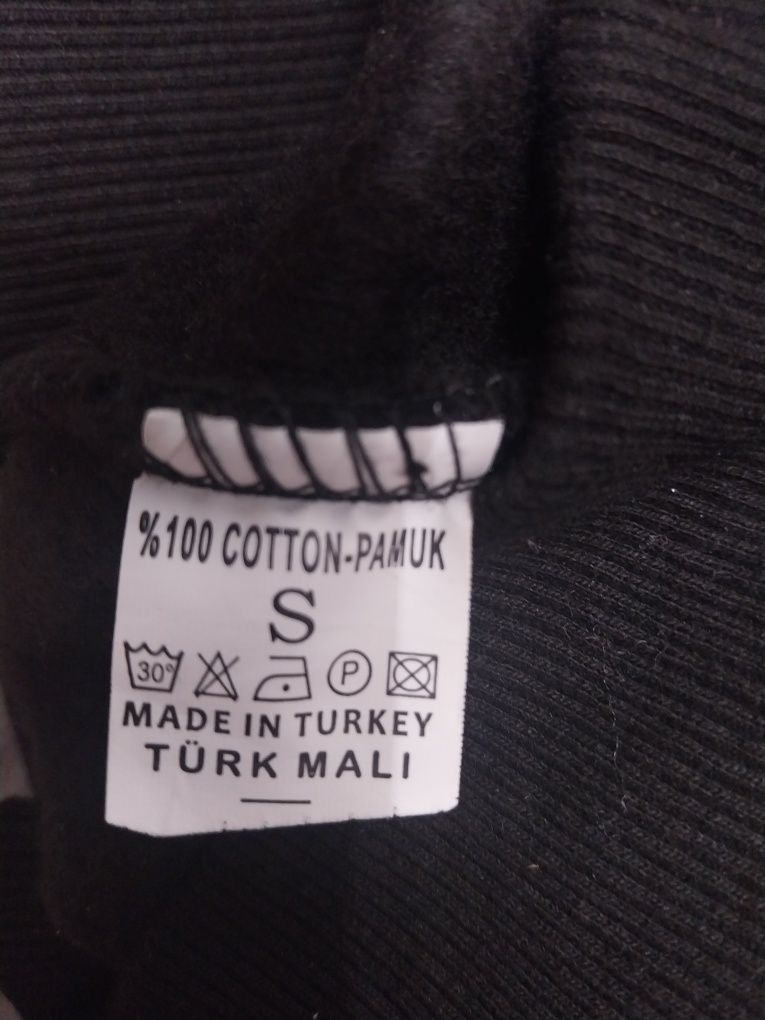 %100 COTTON-PAMUK
S
30° P
MADE IN TURKEY
TÜRK MALI